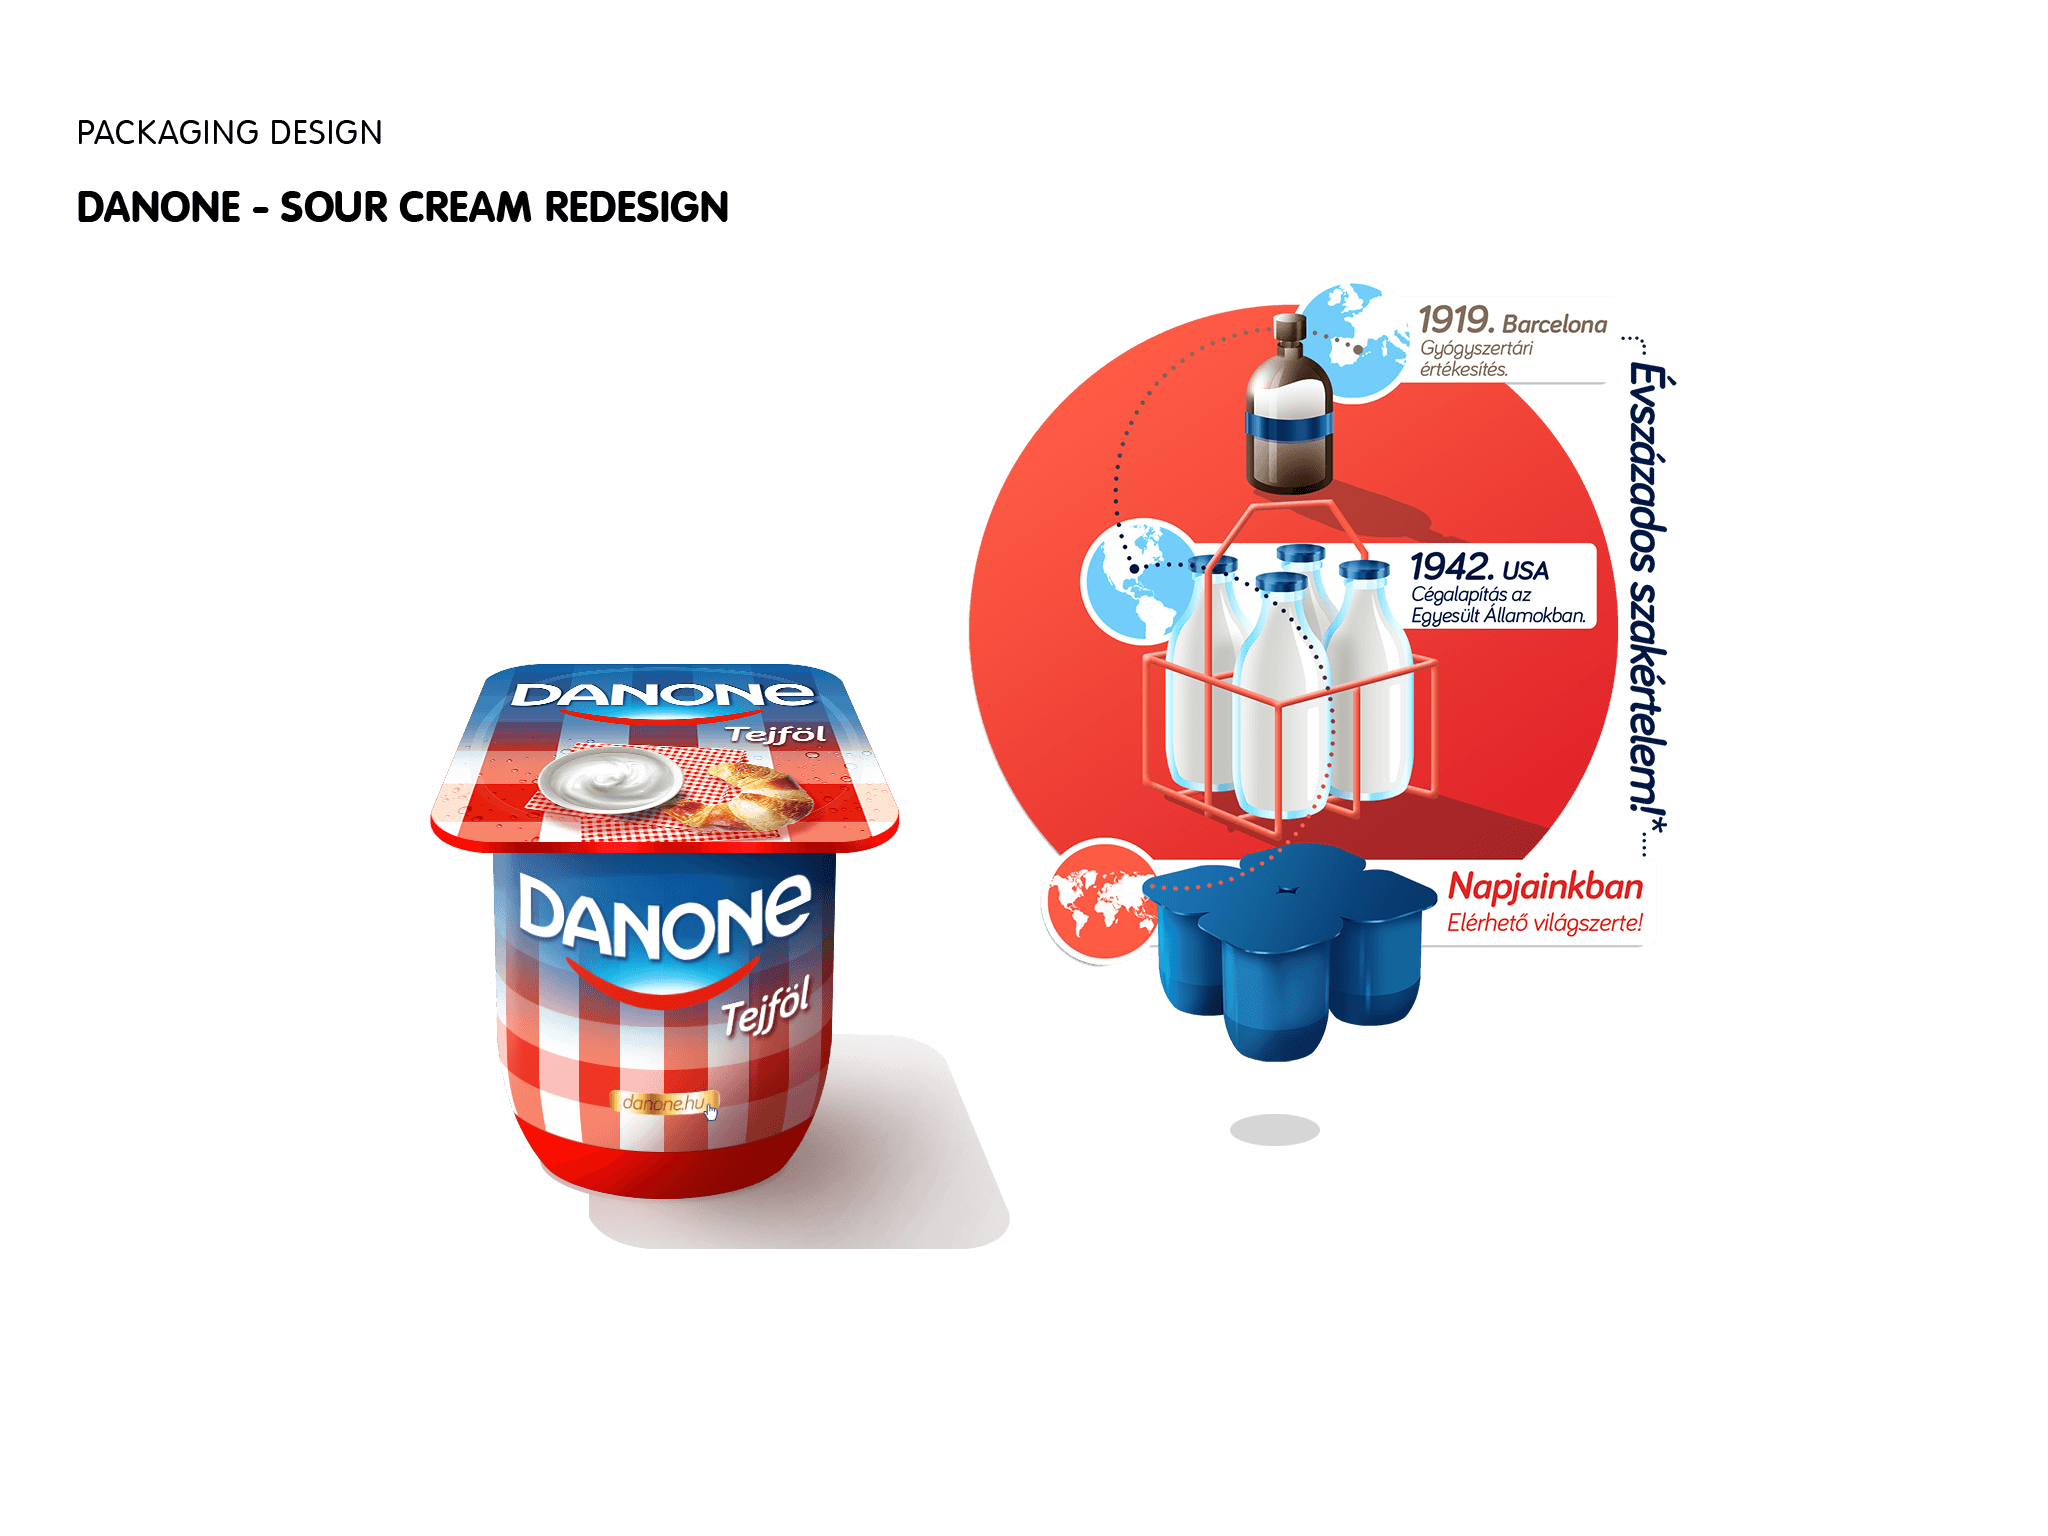 PACKAGING DESIGN
DANONE - SOUR CREAM REDESIGN
1919. Barcelona
Gyógyszertári
értékesítés.
Évszázados szakértelem!*
1942. USA
Cégalapítás az
Egyesült Államokban.
Napjainkban
Elérhető világszerte!
DANONE
Tejföl
DANONE
Tejföl
danone.hu